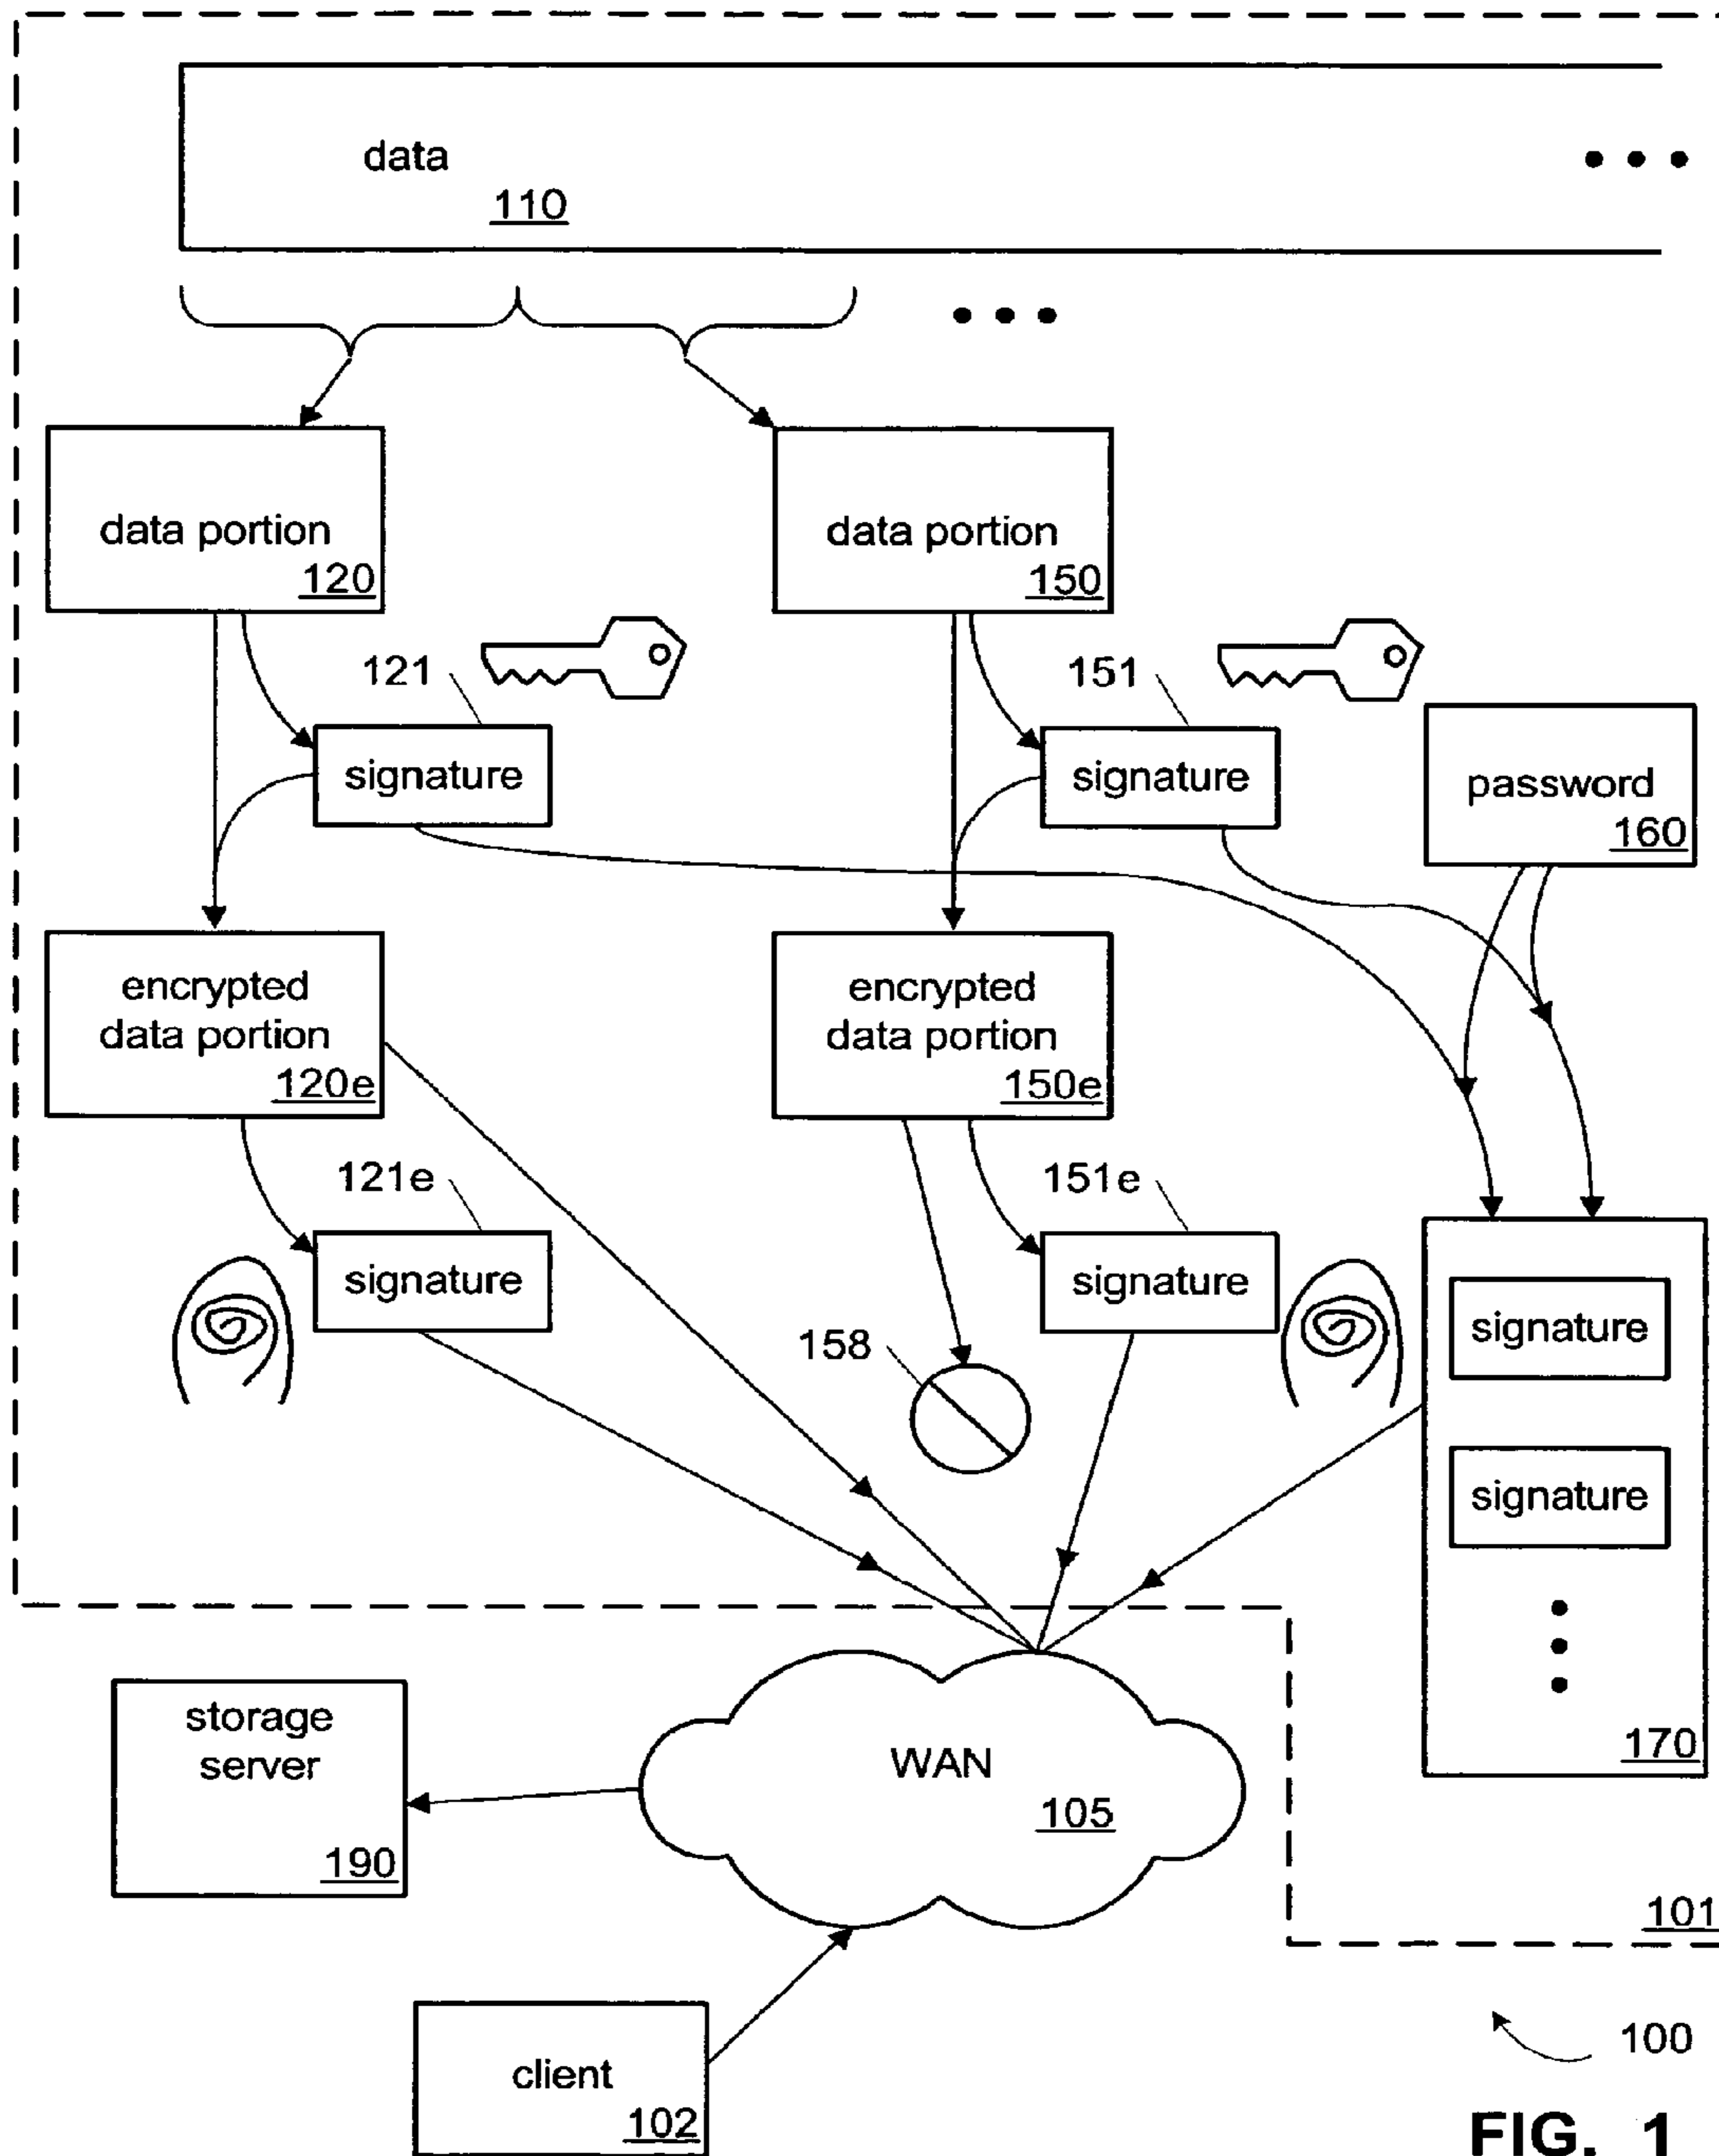 data
110
data portion
120
data portion
150
121
signature
151
signature
password
160
encrypted
data portion
120e
encrypted
data portion
150e
121e
signature
151e
signature
158
signature
signature
170
storage
server
190
WAN
105
101
client
102
100
FIG. 1